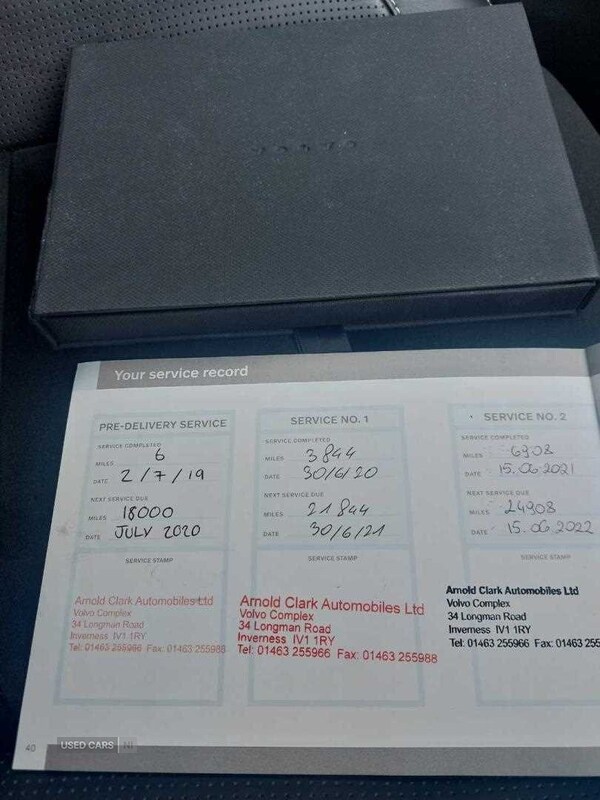 VOLVO
Your service record
PRE-DELIVERY SERVICE
SERVICE COMPLETED
MILES 6
DATE 2/7/19
NEXT SERVICE DUE
MILES 18000
DATE JULY 2020
SERVICE STAMP
Arnold Clark Automobiles Ltd
Volvo Complex
34 Longman Road
Inverness IV1 1RY
Tel: 01463 255966 Fax: 01463 255988
SERVICE NO. 1
SERVICE COMPLETED
MILES 3844
DATE 30/6/20
NEXT SERVICE DUE
MILES 21844
DATE 30/6/21
SERVICE STAMP
Arnold Clark Automobiles Ltd
Volvo Complex
34 Longman Road
Inverness IV1 1RY
Tel: 01463 255966 Fax: 01463 255988
SERVICE NO. 2
SERVICE COMPLETED
MILES 6908
DATE 15.06.2021
NEXT SERVICE DUE
MILES 24908
DATE 15.06.2022
SERVICE STAMP
Arnold Clark Automobiles Ltd
Volvo Complex
34 Longman Road
Inverness IV1 1RY
Tel: 01463 255966 Fax: 01463 255
40
USED CARS NI